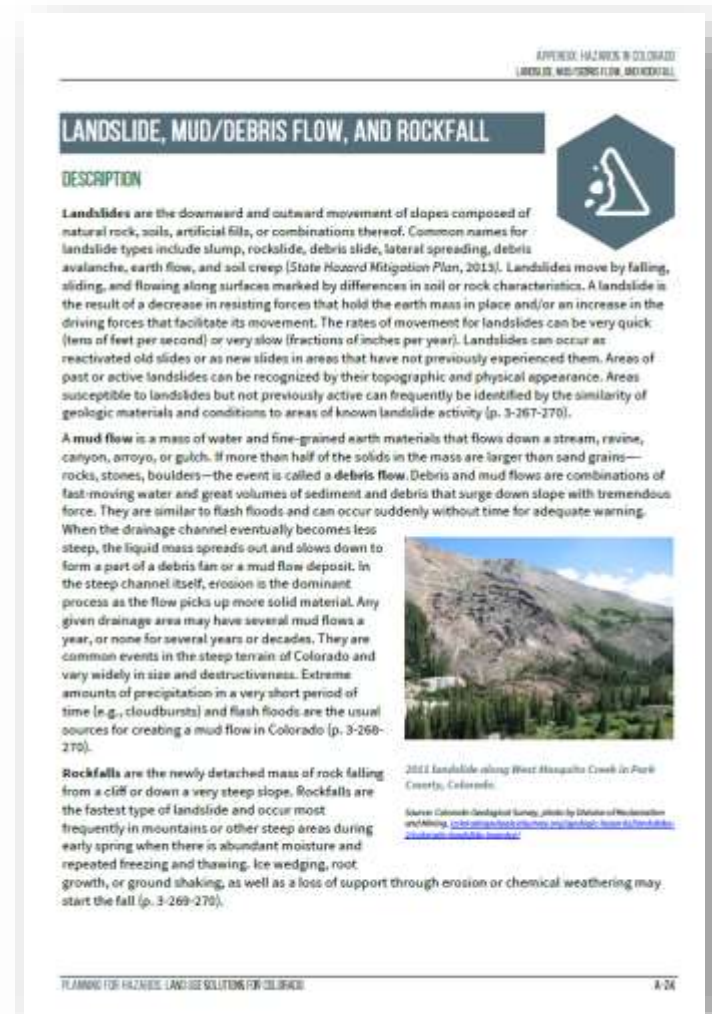 APPENDIX: HAZARDS IN COLORADO
LANDSLIDE, MUD/DEBRIS FLOW, AND ROCKFALL
LANDSLIDE, MUD/DEBRIS FLOW, AND ROCKFALL
DESCRIPTION
Landslides are the downward and outward movement of slopes composed of
natural rock, soils, artificial fills, or combinations thereof. Common names for
landslide types include slump, rockslide, debris slide, lateral spreading, debris
avalanche, earth flow, and soil creep (State Hazard Mitigation Plan, 2013). Landslides move by falling,
sliding, and flowing along surfaces marked by differences in soil or rock characteristics. A landslide is
the result of a decrease in resisting forces that hold the earth mass in place and/or an increase in the
driving forces that facilitate its movement. The rates of movement for landslides can be very quick
(tens of feet per second) or very slow (fractions of inches per year). Landslides can occur as
reactivated old slides or as new slides in areas that have not previously experienced them. Areas of
past or active landslides can be recognized by their topographic and physical appearance. Areas
susceptible to landslides but not previously active can frequently be identified by the similarity of
geologic materials and conditions to areas of known landslide activity (p. 3-267-270).
A mud flow is a mass of water and fine-grained earth materials that flows down a stream, ravine,
canyon, arroyo, or gulch. If more than half of the solids in the mass are larger than sand grains—
rocks, stones, boulders—the event is called a debris flow. Debris and mud flows are combinations of
fast-moving water and great volumes of sediment and debris that surge down slope with tremendous
force. They are similar to flash floods and can occur suddenly without time for adequate warning.
When the drainage channel eventually becomes less
steep, the liquid mass spreads out and slows down to
form a part of a debris fan or a mud flow deposit. In
the steep channel itself, erosion is the dominant
process as the flow picks up more solid material. Any
given drainage area may have several mud flows a
year, or none for several years or decades. They are
common events in the steep terrain of Colorado and
vary widely in size and destructiveness. Extreme
amounts of precipitation in a very short period of
time (e.g., cloudbursts) and flash floods are the usual
sources for creating a mud flow in Colorado (p. 3-268-
270).
Rockfalls are the newly detached mass of rock falling
from a cliff or down a very steep slope. Rockfalls are
the fastest type of landslide and occur most
frequently in mountains or other steep areas during
early spring when there is abundant moisture and
repeated freezing and thawing. Ice wedging, root
growth, or ground shaking, as well as a loss of support through erosion or chemical weathering may
start the fall (p. 3-269-270).
2011 landslide along West Mosquito Creek in Park
County, Colorado.
Source: Colorado Geological Survey, photo by Division of Reclamation
and Mining,
PLANNING FOR HAZARDS: LAND USE SOLUTIONS FOR COLORADO
A-24